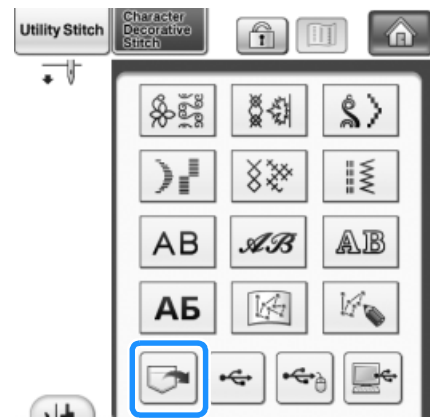 Utility Stitch
Character
Decorative
Stitch
AB
AB
AB
АБ